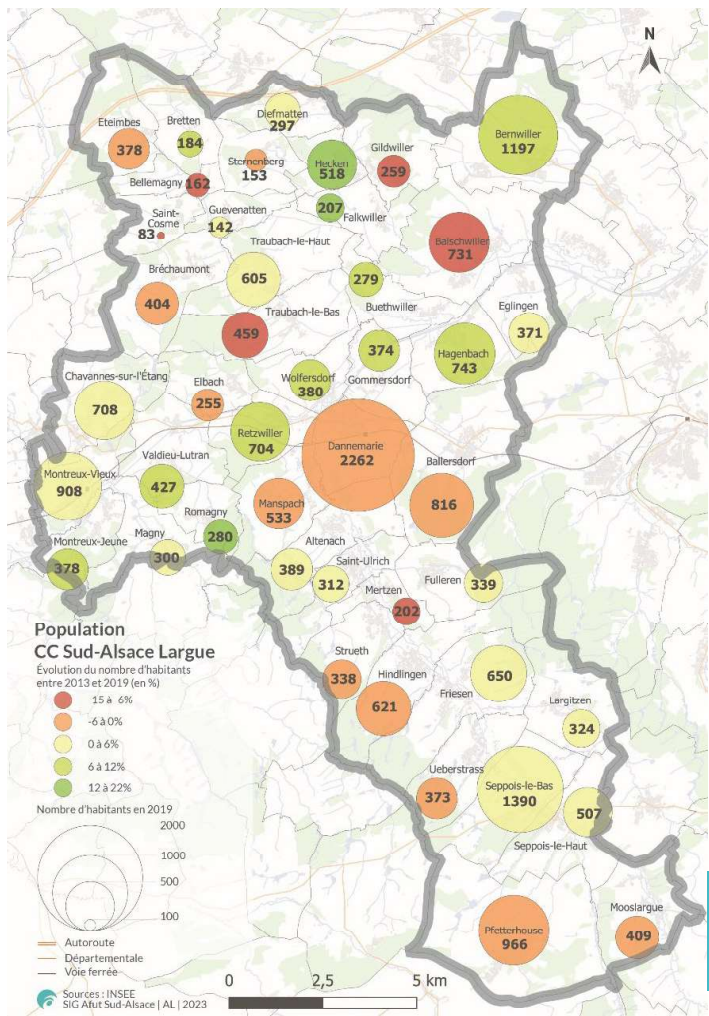 N
Diefmatten
297
Eteimbes
378
Bretten
184
Bernwiller
1197
Sternenberg
153
Hecken
518
Gildwiller
259
Bellemagny
162
Saint-
Cosme
83
Guevenatten
142
207
Falkwiller
Balschwiller
731
Traubach-le-Haut
605
Bréchaumont
404
279
Buethwiller
Traubach-le-Bas
459
Eglingen
371
374
Gommersdorf
Hagenbach
743
Chavannes-sur-l'Étang
708
Elbach
255
Wolfersdorf
380
Retzwiller
704
Dannemarie
2262
Ballersdorf
816
Montreux-Vieux
908
Valdieu-Lutran
427
Manspach
533
Romagny
280
Montreux-Jeune
378
Magny
300
Altenach
389
Saint-Ulrich
312
Mertzen
202
Fulleren
339
Strueth
338
Hindlingen
621
650
Friesen
Largitzen
324
Ueberstrass
373
Seppois-le-Bas
1390
507
Seppois-le-Haut
Pfetterhouse
966
Mooslargue
409
Population
CC Sud-Alsace Largue
Évolution du nombre d'habitants
entre 2013 et 2019 (en %)
15 à 6%
-6 à 0%
0 à 6%
6 à 12%
12 à 22%
Nombre d'habitants en 2019
2000
1000
500
100
Autoroute
Départementale
Voie ferrée
Sources : INSEE
SIG Afut Sud-Alsace | AL | 2023
0 2,5 5 km